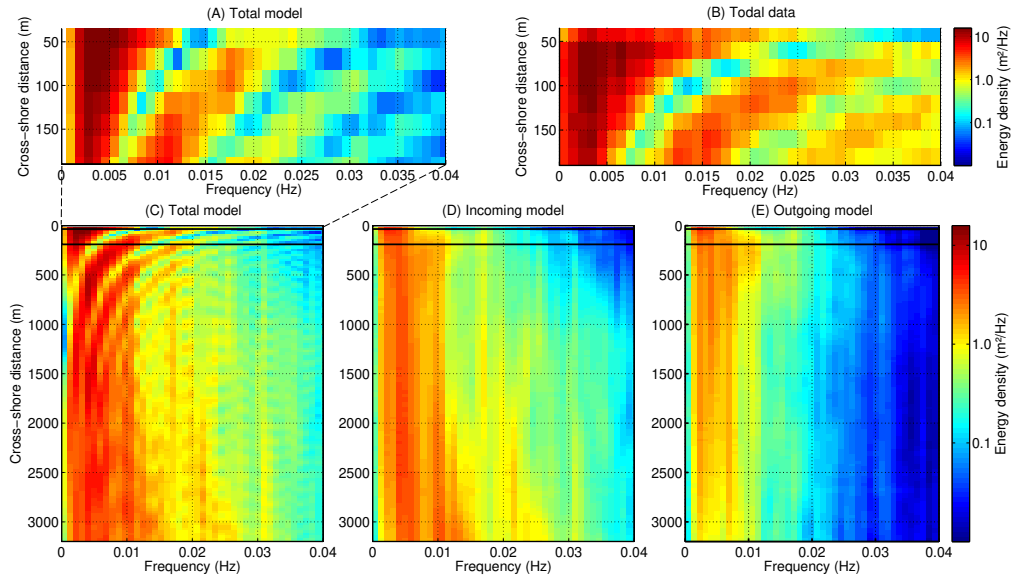 (A) Total model
(B) Todal data
Cross−shore distance (m)
50
100
150
0.005 0.01 0.015 0.02 0.025 0.03 0.035 0.04
Frequency (Hz)
Cross−shore distance (m)
50
100
150
0 0.005 0.01 0.015 0.02 0.025 0.03 0.035 0.04
Frequency (Hz)
10
1.0
0.1
Energy density (m²/Hz)
(C) Total model
(D) Incoming model
(E) Outgoing model
Cross−shore distance (m)
0
500
1000
1500
2000
2500
3000
0 0.01 0.02 0.03 0.04
Frequency (Hz)
0
500
1000
1500
2000
2500
3000
0 0.01 0.02 0.03 0.04
Frequency (Hz)
0
500
1000
1500
2000
2500
3000
0 0.01 0.02 0.03 0.04
Frequency (Hz)
10
1.0
0.1
Energy density (m²/Hz)